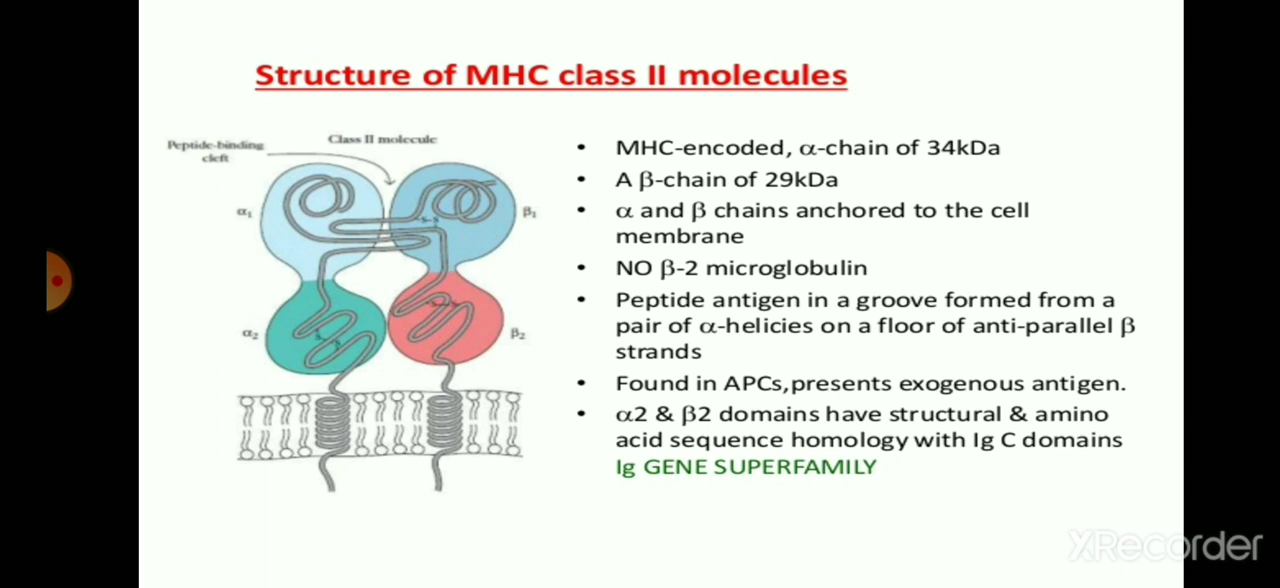 Structure of MHC class II molecules
Peptide-binding
cleft
Class II molecule
α1
β1
α2
β2
S-S
• MHC-encoded, α-chain of 34kDa
• A β-chain of 29kDa
• α and β chains anchored to the cell
membrane
• NO β-2 microglobulin
• Peptide antigen in a groove formed from a
pair of α-helicies on a floor of anti-parallel β
strands
• Found in APCs,presents exogenous antigen.
• α2 & β2 domains have structural & amino
acid sequence homology with Ig C domains
Ig GENE SUPERFAMILY
XRecorder